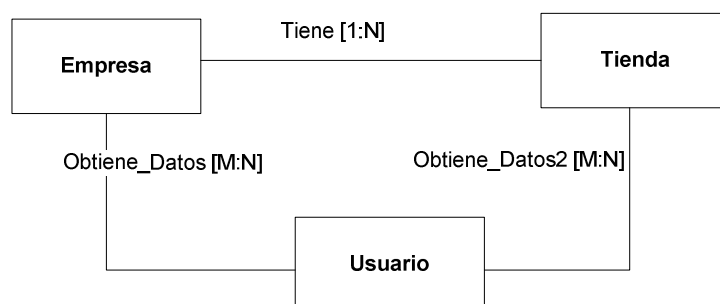 Tiene [1:N]
Empresa
Tienda
Obtiene_Datos [M:N]
Obtiene_Datos2 [M:N]
Usuario